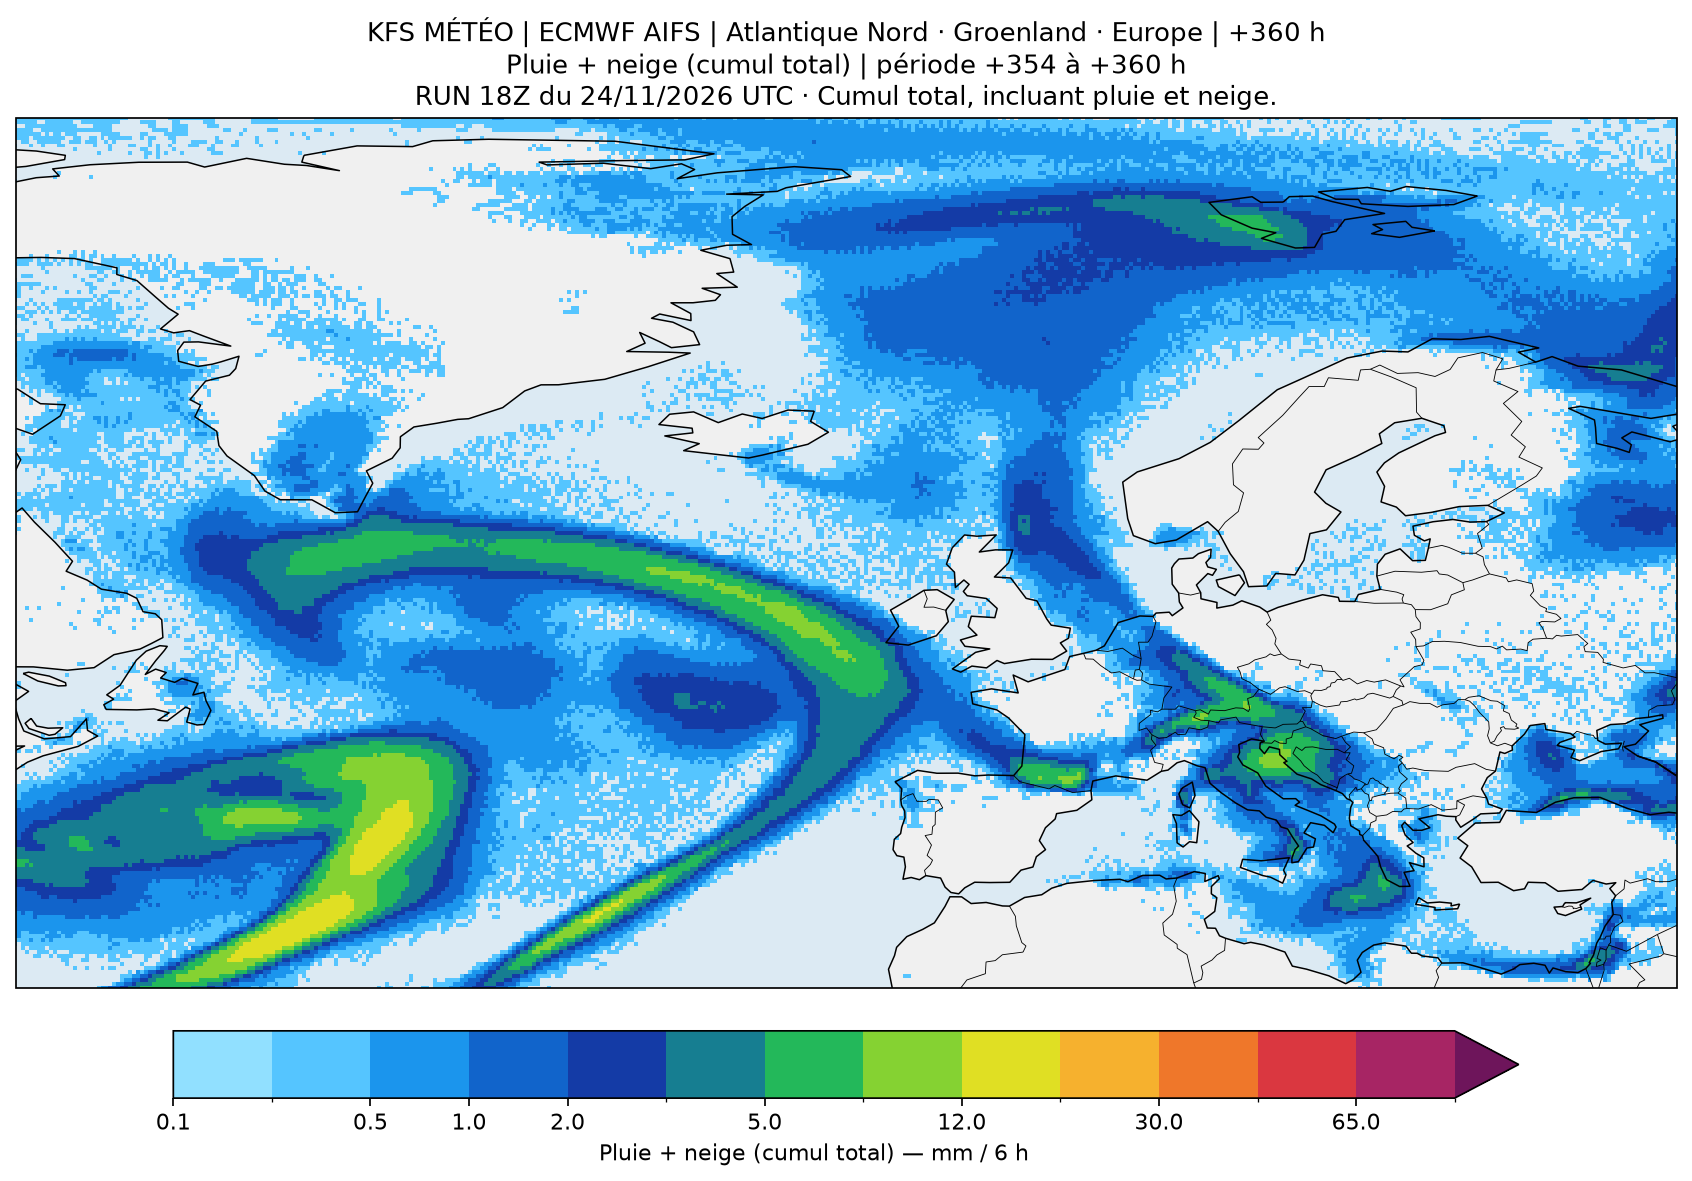 KFS MÉTÉO | ECMWF AIFS | Atlantique Nord · Groenland · Europe | +360 h
Pluie + neige (cumul total) | période +354 à +360 h
RUN 18Z du 24/11/2026 UTC · Cumul total, incluant pluie et neige.
0.1 0.5 1.0 2.0 5.0 12.0 30.0 65.0
Pluie + neige (cumul total) — mm / 6 h